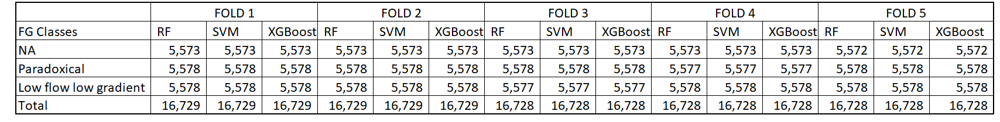 FOLD 1 FOLD 2 FOLD 3 FOLD 4 FOLD 5
FG Classes RF SVM XGBoost RF SVM XGBoost RF SVM XGBoost RF SVM XGBoost RF SVM XGBoost
NA 5,573 5,573 5,573 5,573 5,573 5,573 5,573 5,573 5,573 5,573 5,573 5,573 5,572 5,572 5,572
Paradoxical 5,578 5,578 5,578 5,578 5,578 5,578 5,578 5,578 5,578 5,577 5,577 5,577 5,578 5,578 5,578
Low flow low gradient 5,578 5,578 5,578 5,578 5,578 5,578 5,577 5,577 5,577 5,578 5,578 5,578 5,578 5,578 5,578
Total 16,729 16,729 16,729 16,729 16,729 16,729 16,728 16,728 16,728 16,728 16,728 16,728 16,728 16,728 16,728